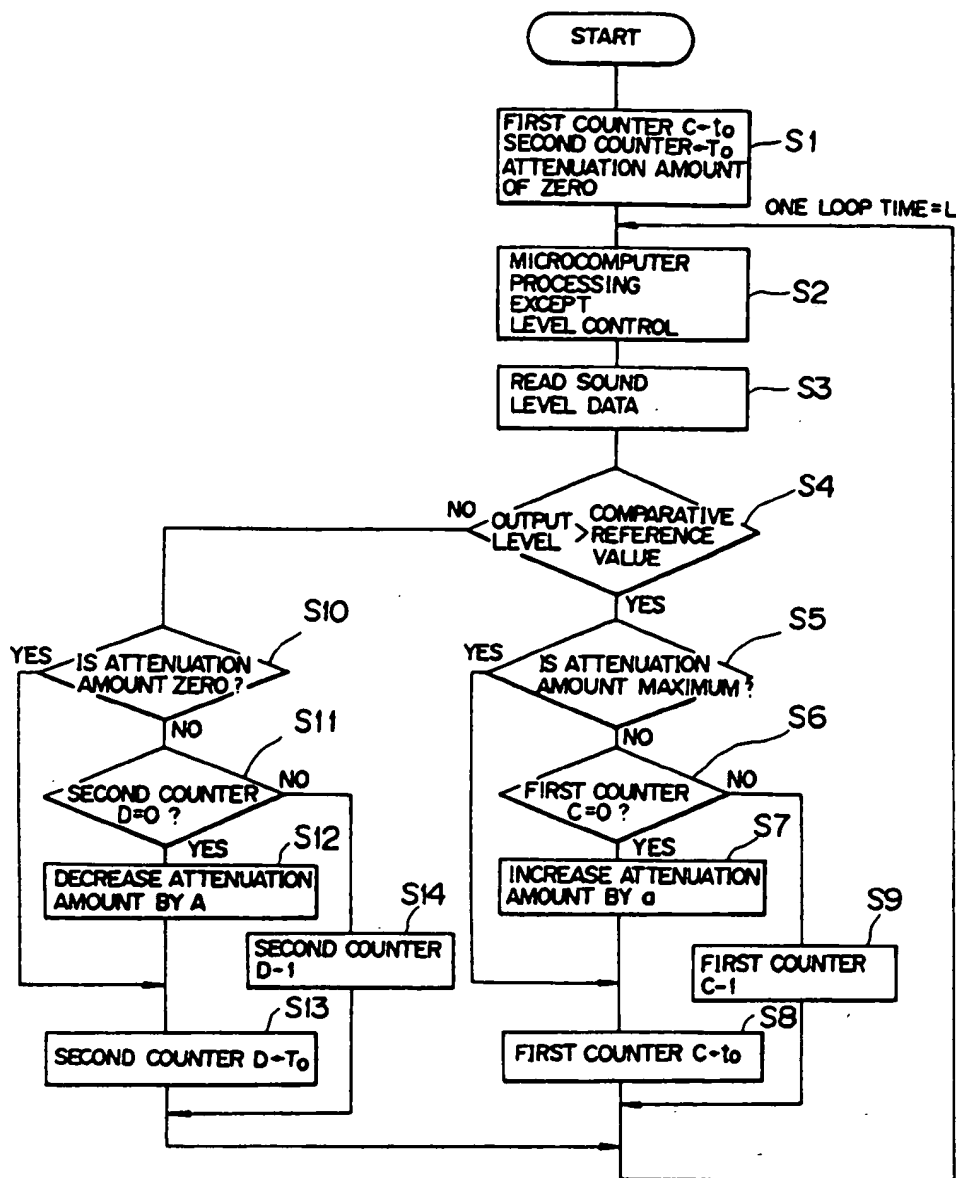 START
FIRST COUNTER C←to
SECOND COUNTER←To
ATTENUATION AMOUNT
OF ZERO
S1
ONE LOOP TIME=L
MICROCOMPUTER
PROCESSING
EXCEPT
LEVEL CONTROL
S2
READ SOUND
LEVEL DATA
S3
S4
NO
OUTPUT
LEVEL
>
COMPARATIVE
REFERENCE
VALUE
YES
S10
YES
IS ATTENUATION
AMOUNT ZERO?
NO
S5
YES
IS ATTENUATION
AMOUNT MAXIMUM?
NO
S11
SECOND COUNTER
D=0 ?
NO
YES
S6
FIRST COUNTER
C=0 ?
NO
YES
S12
DECREASE ATTENUATION
AMOUNT BY A
S7
INCREASE ATTENUATION
AMOUNT BY a
S14
SECOND COUNTER
D-1
S9
FIRST COUNTER
C-1
S13
SECOND COUNTER D←To
S8
FIRST COUNTER C←to